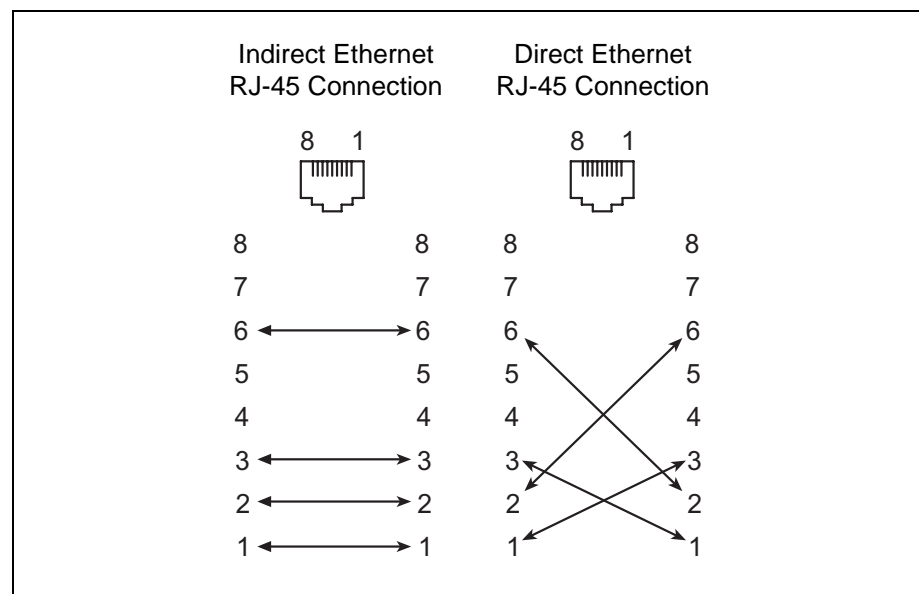 Indirect Ethernet
RJ-45 Connection
Direct Ethernet
RJ-45 Connection
8 1
8 1
8 8 8 8
7 7 7 7
6 6 6 6
5 5 5 5
4 4 4 4
3 3 3 3
2 2 2 2
1 1 1 1